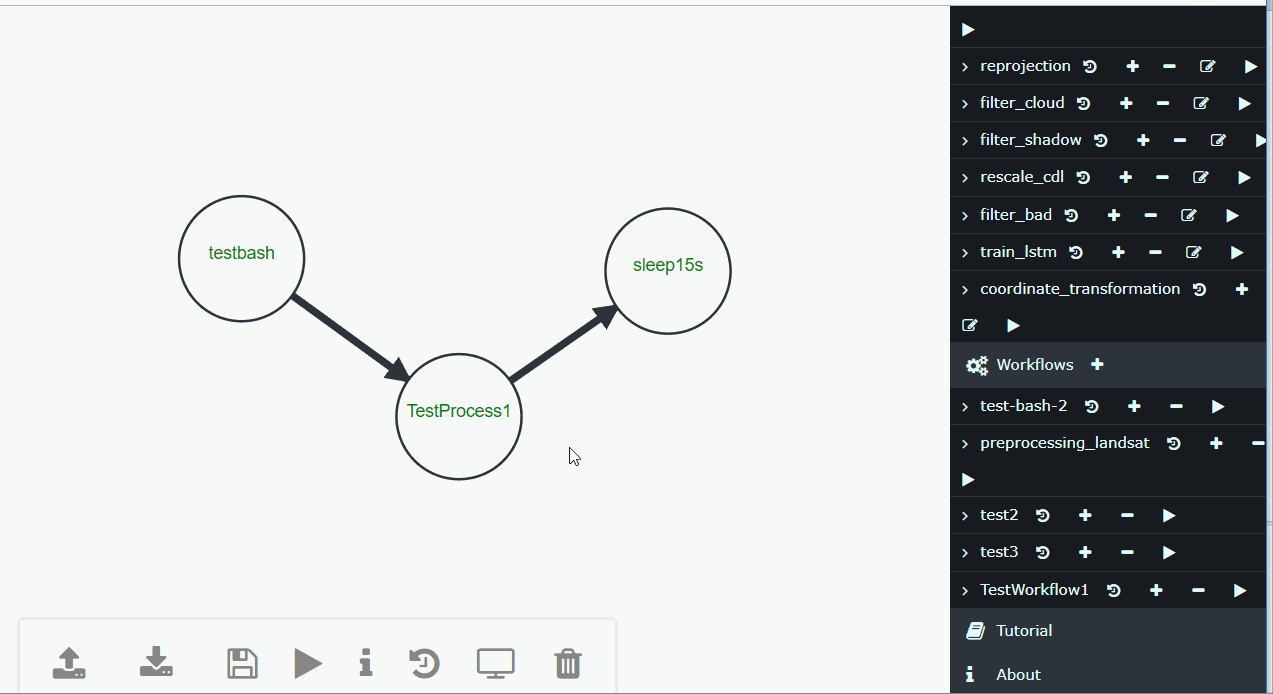 testbash
sleep15s
TestProcess1
reprojection
filter_cloud
filter_shadow
rescale_cdl
filter_bad
train_lstm
coordinate_transformation
Workflows
test-bash-2
preprocessing_landsat
test2
test3
TestWorkflow1
Tutorial
About